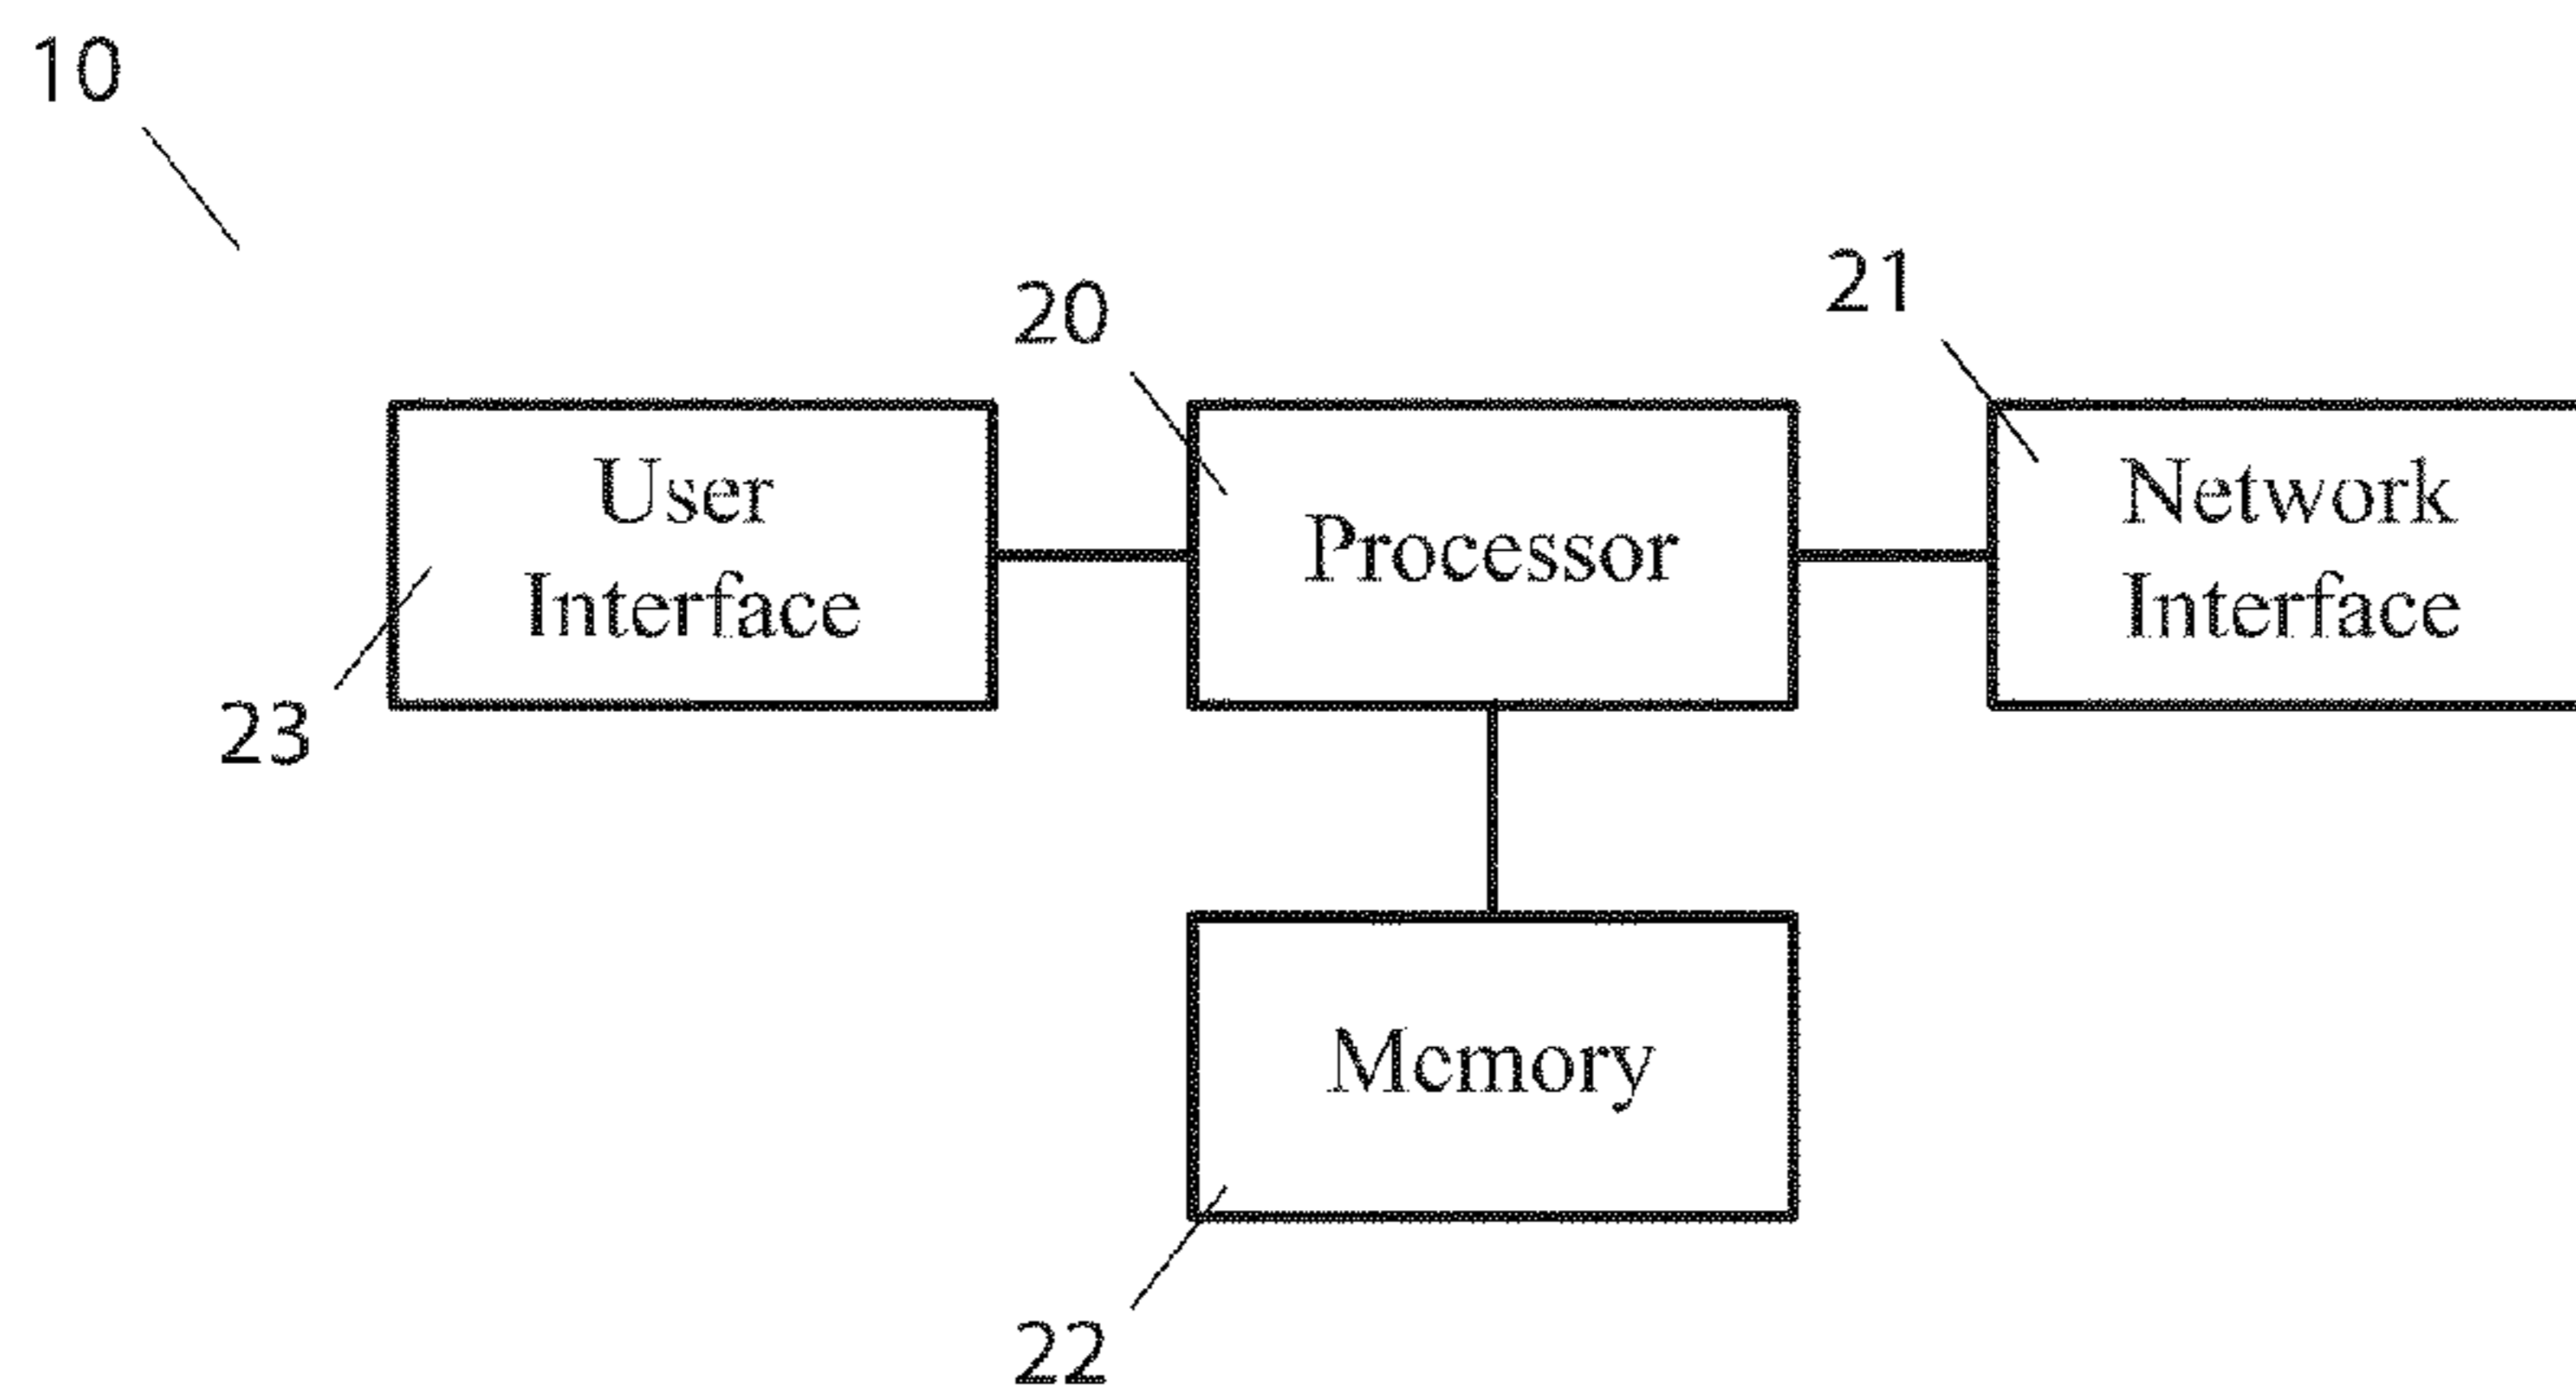 10
20
21
User
Interface
Processor
Network
Interface
23
Memory
22